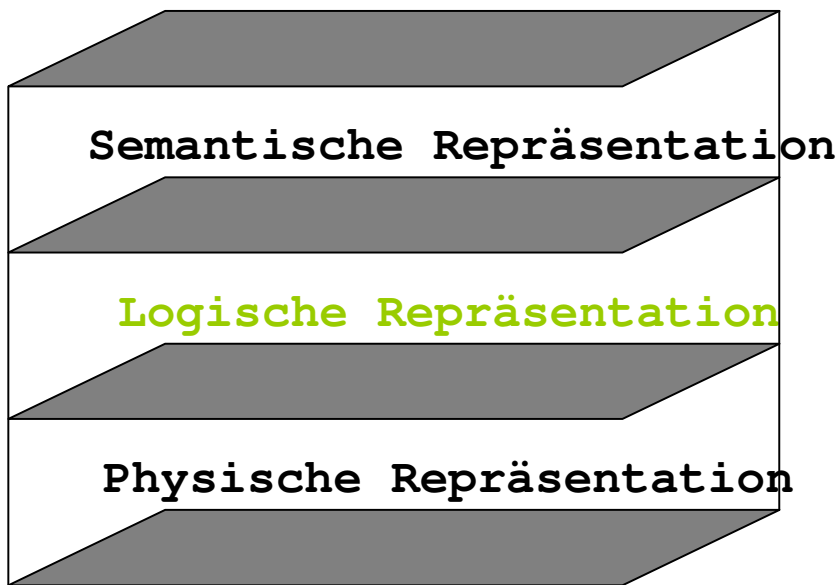 Semantische Repräsentation
Logische Repräsentation
Physische Repräsentation